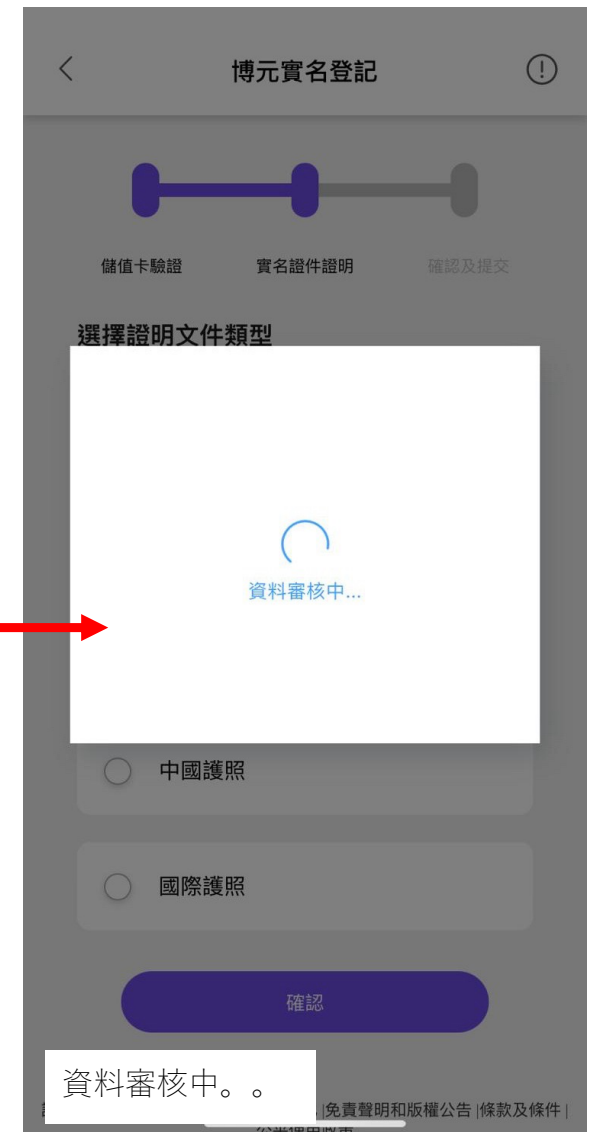 博元實名登記
儲值卡驗證 實名證件證明 確認及提交
選擇證明文件類型
資料審核中...
中國護照
國際護照
確認
資料審核中。。
|免責聲明和版權公告 |條款及條件 |